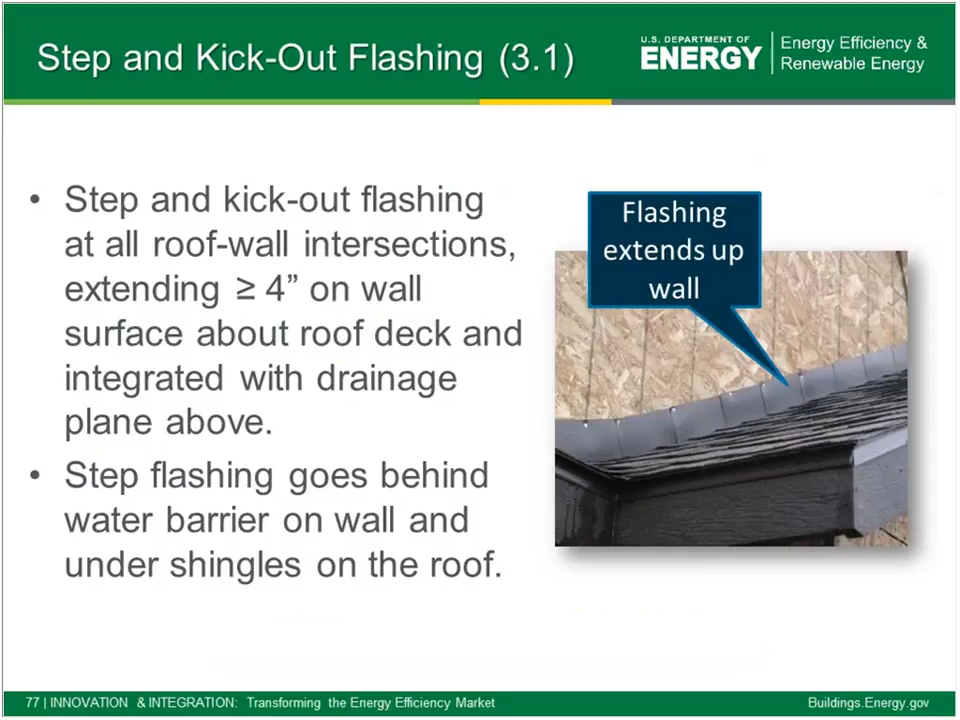 Step and Kick-Out Flashing (3.1)
U.S. DEPARTMENT OF
ENERGY
Energy Efficiency &
Renewable Energy
• Step and kick-out flashing
at all roof-wall intersections,
extending ≥ 4” on wall
surface about roof deck and
integrated with drainage
plane above.
• Step flashing goes behind
water barrier on wall and
under shingles on the roof.
Flashing
extends up
wall
77 | INNOVATION & INTEGRATION: Transforming the Energy Efficiency Market
Buildings.Energy.gov